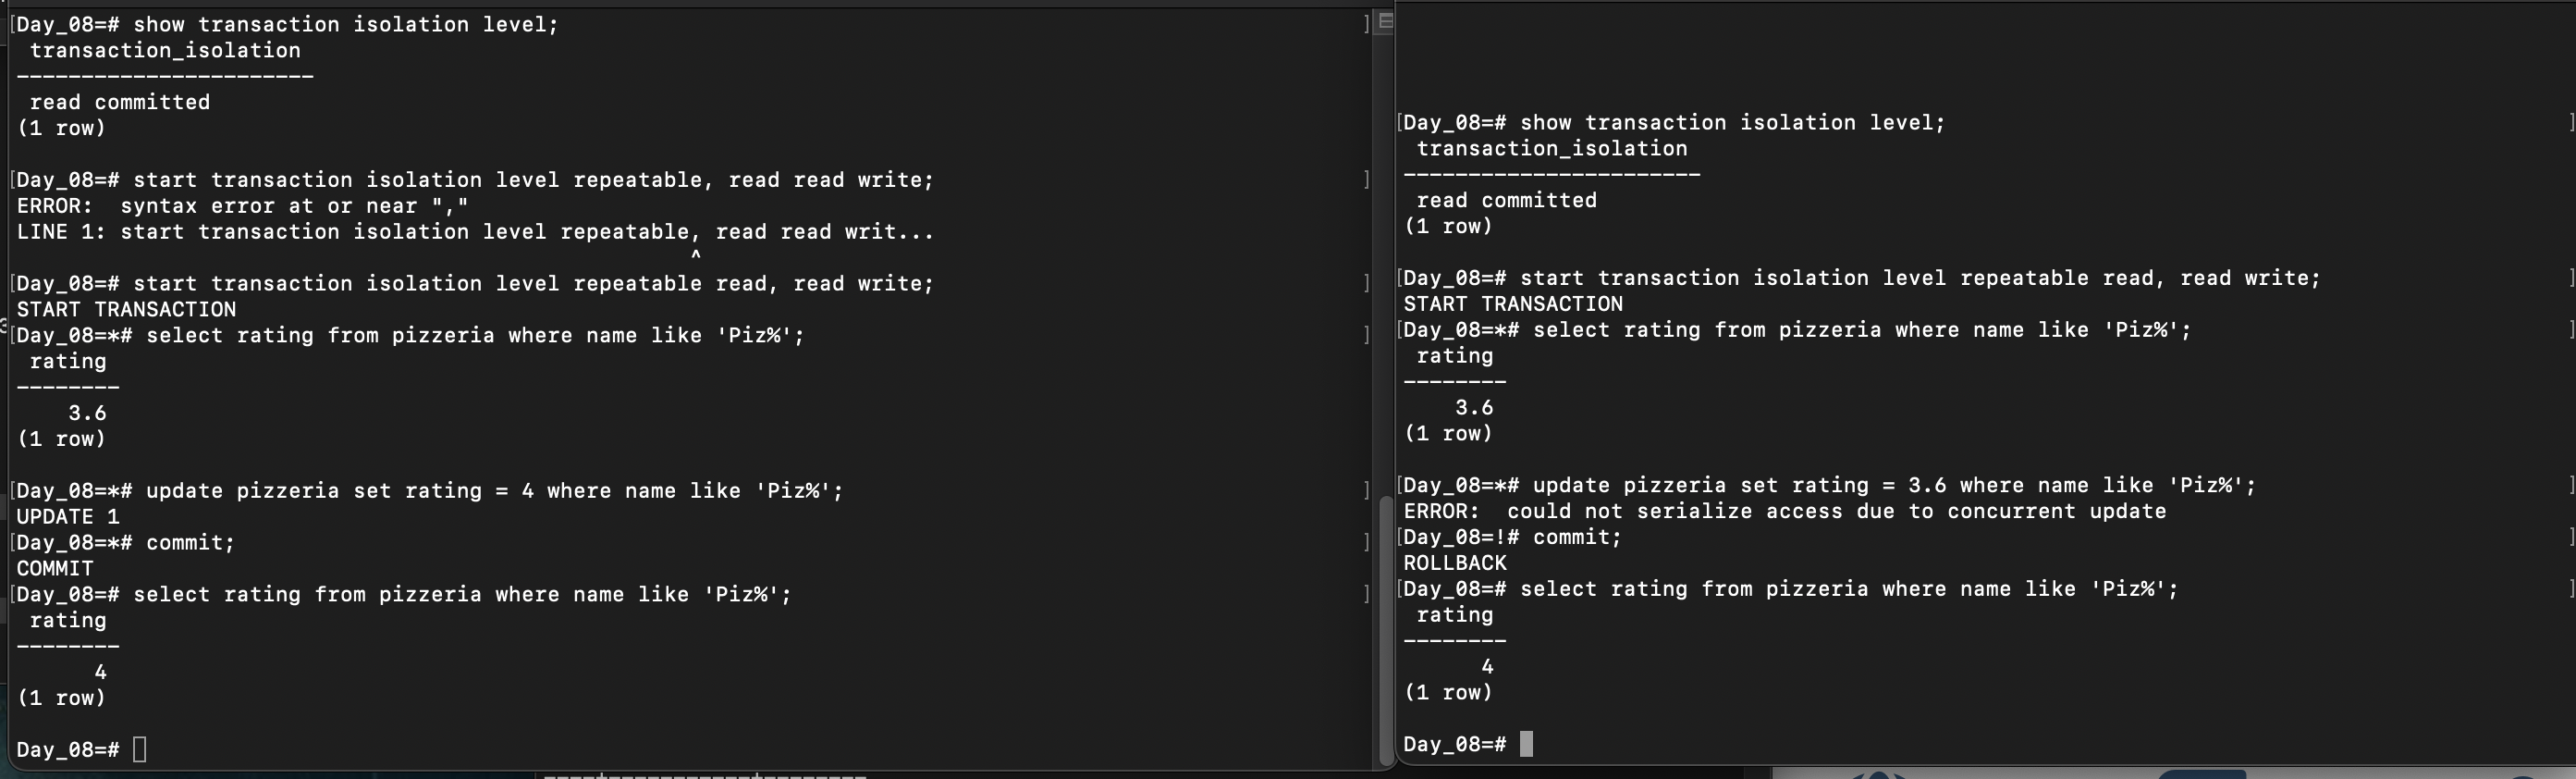 [Day_08=# show transaction isolation level; ]
transaction_isolation
-----------------------
read committed
(1 row)
[Day_08=# start transaction isolation level repeatable, read read write; ]
ERROR:  syntax error at or near ","
LINE 1: start transaction isolation level repeatable, read read writ...
^
[Day_08=# start transaction isolation level repeatable read, read write; ]
START TRANSACTION
[Day_08=*# select rating from pizzeria where name like 'Piz%'; ]
rating
--------
3.6
(1 row)
[Day_08=*# update pizzeria set rating = 4 where name like 'Piz%'; ]
UPDATE 1
[Day_08=*# commit; ]
COMMIT
[Day_08=# select rating from pizzeria where name like 'Piz%'; ]
rating
--------
4
(1 row)
Day_08=#
[Day_08=# show transaction isolation level; ]
transaction_isolation
-----------------------
read committed
(1 row)
[Day_08=# start transaction isolation level repeatable read, read write; ]
START TRANSACTION
[Day_08=*# select rating from pizzeria where name like 'Piz%'; ]
rating
--------
3.6
(1 row)
[Day_08=*# update pizzeria set rating = 3.6 where name like 'Piz%'; ]
ERROR:  could not serialize access due to concurrent update
[Day_08=!# commit; ]
ROLLBACK
[Day_08=# select rating from pizzeria where name like 'Piz%'; ]
rating
--------
4
(1 row)
Day_08=#